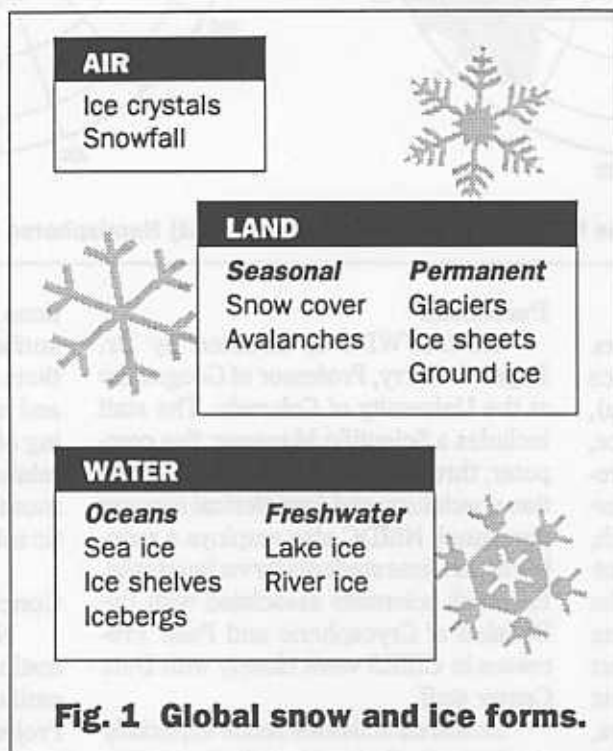 AIR
Ice crystals
Snowfall
LAND
Seasonal Permanent
Snow cover Glaciers
Avalanches Ice sheets
Ground ice
WATER
Oceans Freshwater
Sea ice Lake ice
Ice shelves River ice
Icebergs
Fig. 1 Global snow and ice forms.